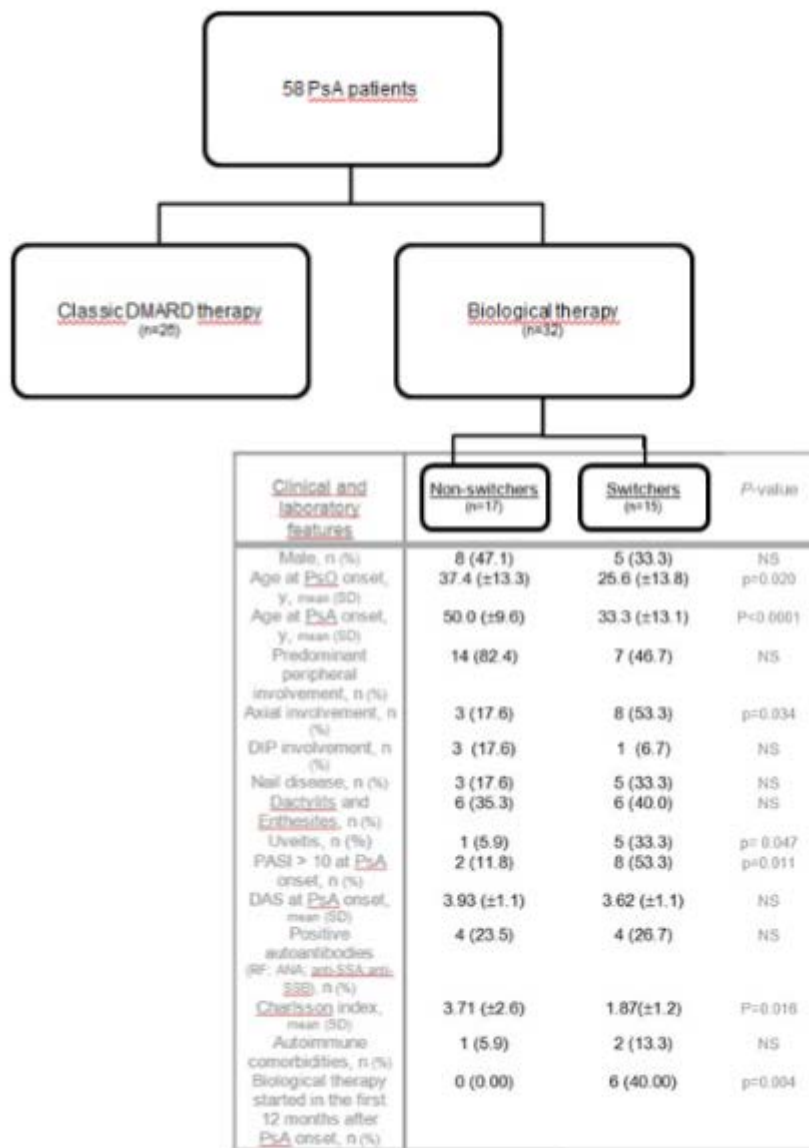 58 PsA patients
Classic DMARD therapy
(n=26)
Biological therapy
(n=32)
Clinical and
laboratory
features
Non-switchers
(n=17)
Switchers
(n=15)
P-value
Male, n (%) 8 (47.1) 5 (33.3) NS
Age at PsO onset, 37.4 (±13.3) 25.6 (±13.8) p=0.020
y, mean (SD)
Age at PsA onset, 50.0 (±9.6) 33.3 (±13.1) P<0.0001
y, mean (SD)
Predominant 14 (82.4) 7 (46.7) NS
peripheral
involvement, n (%)
Axial involvement, n 3 (17.6) 8 (53.3) p=0.034
(%)
DIP involvement, n 3 (17.6) 1 (6.7) NS
(%)
Nail disease, n (%) 3 (17.6) 5 (33.3) NS
Dactylits and 6 (35.3) 6 (40.0) NS
Enthesites, n (%)
Uveitis, n (%) 1 (5.9) 5 (33.3) p= 0.047
PASI > 10 at PsA 2 (11.8) 8 (53.3) p=0.011
onset, n (%)
DAS at PsA onset, 3.93 (±1.1) 3.62 (±1.1) NS
mean (SD)
Positive 4 (23.5) 4 (26.7) NS
autoantibodies
(RF; ANA; anti-SSA anti-
SSB), n (%)
Charlsson index, 3.71 (±2.6) 1.87(±1.2) P=0.016
mean (SD)
Autoimmune 1 (5.9) 2 (13.3) NS
comorbidities, n (%)
Biological therapy 0 (0.00) 6 (40.00) p=0.004
started in the first
12 months after
PsA onset, n (%)